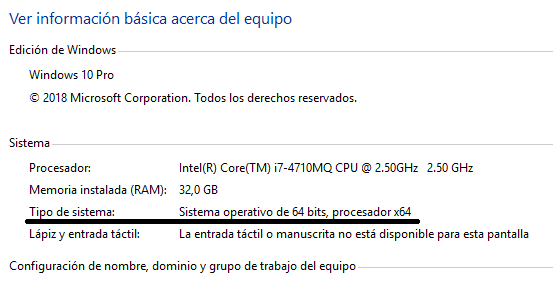 Ver información básica acerca del equipo
Edición de Windows
Windows 10 Pro
© 2018 Microsoft Corporation. Todos los derechos reservados.
Sistema
Procesador: Intel(R) Core(TM) i7-4710MQ CPU @ 2.50GHz 2.50 GHz
Memoria instalada (RAM): 32,0 GB
Tipo de sistema: Sistema operativo de 64 bits, procesador x64
Lápiz y entrada táctil: La entrada táctil o manuscrita no está disponible para esta pantalla
Configuración de nombre, dominio y grupo de trabajo del equipo